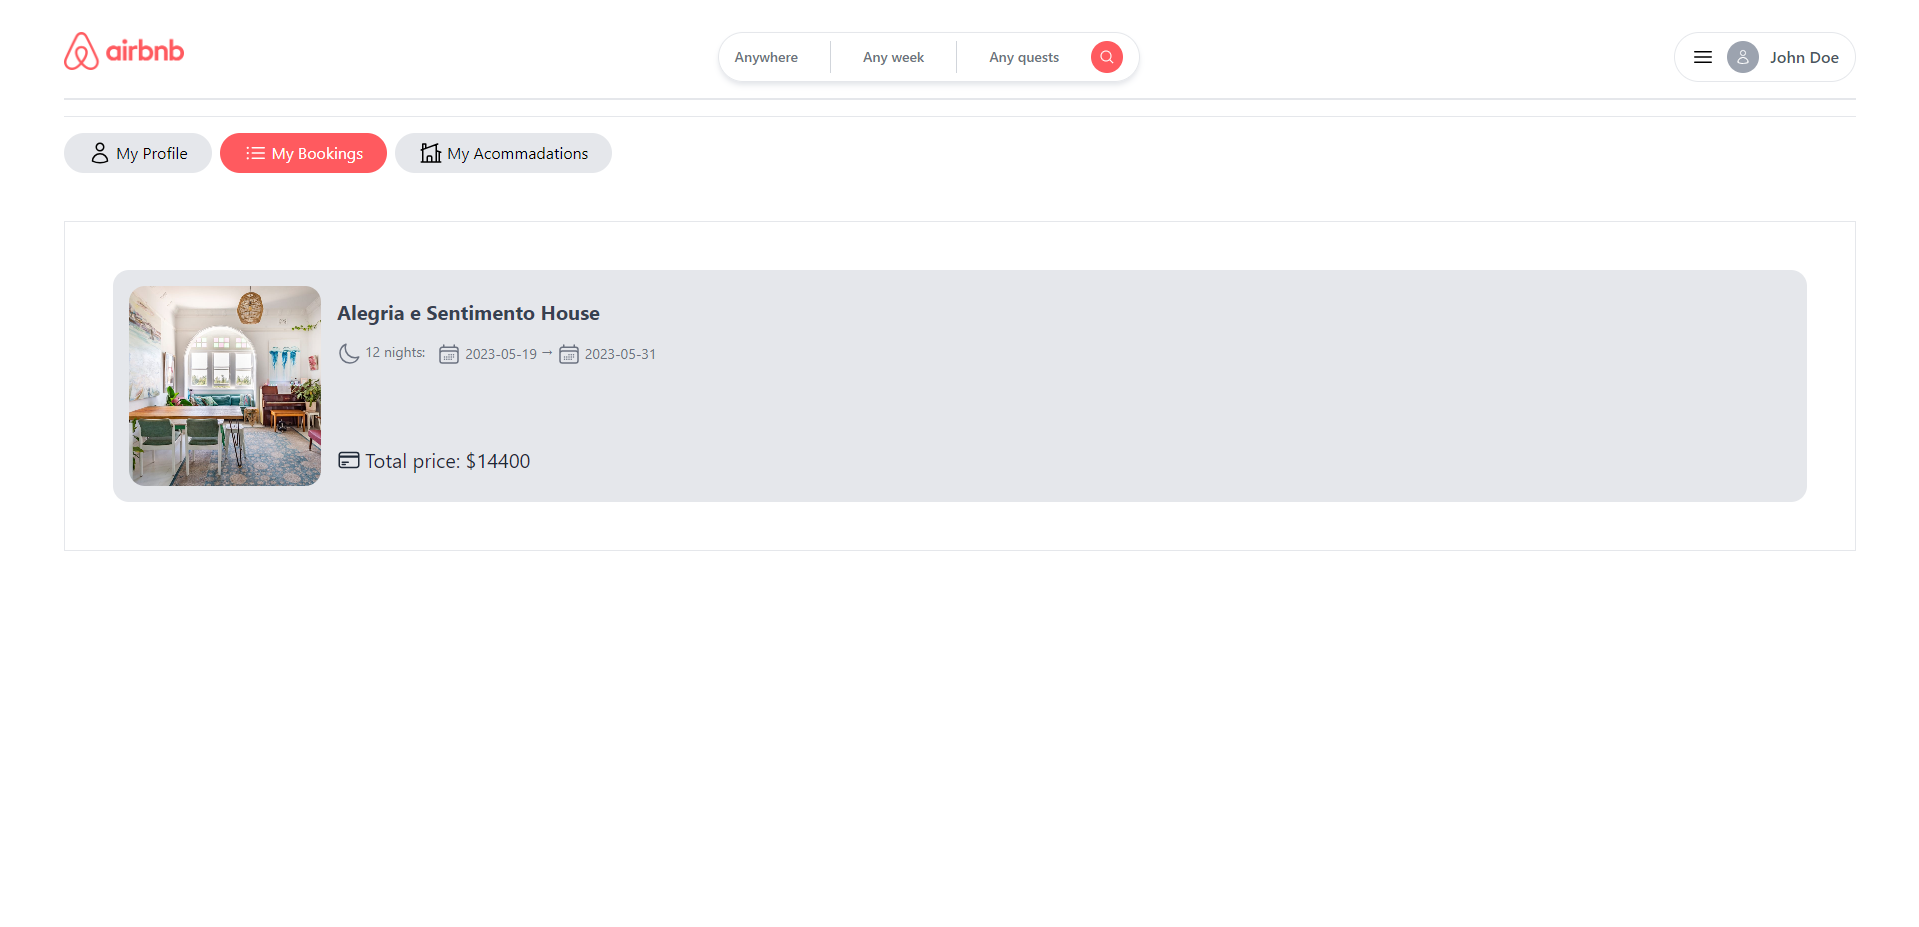 airbnb
Anywhere
Any week
Any quests
John Doe
My Profile
My Bookings
My Acommadations
Alegria e Sentimento House
12 nights: 2023-05-19 → 2023-05-31
Total price: $14400